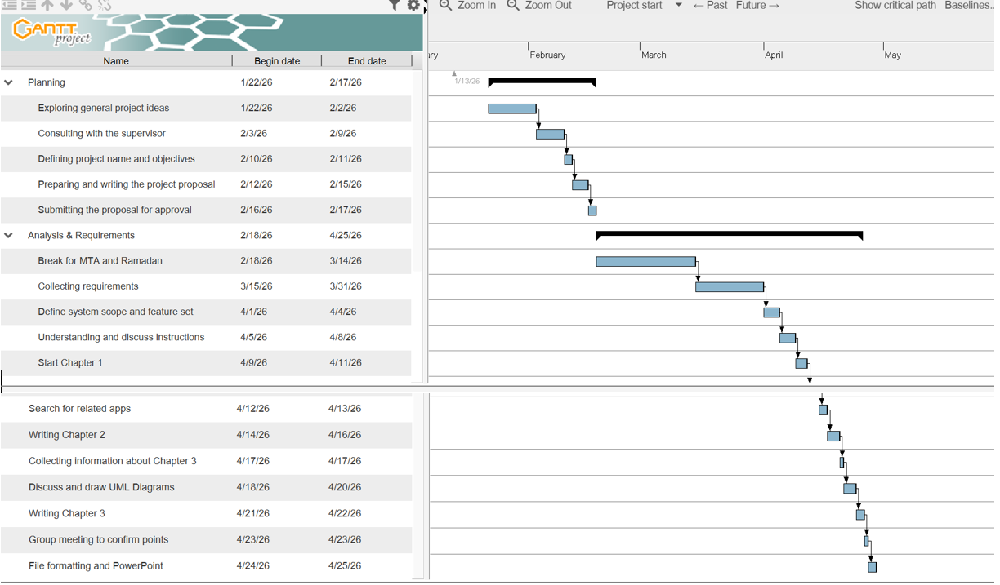 Zoom In Zoom Out Project start ← Past Future → Show critical path Baselines...
GANTT
project
Name Begin date End date
ry February March April May
1/13/26
Planning 1/22/26 2/17/26
Exploring general project ideas 1/22/26 2/2/26
Consulting with the supervisor 2/3/26 2/9/26
Defining project name and objectives 2/10/26 2/11/26
Preparing and writing the project proposal 2/12/26 2/15/26
Submitting the proposal for approval 2/16/26 2/17/26
Analysis & Requirements 2/18/26 4/25/26
Break for MTA and Ramadan 2/18/26 3/14/26
Collecting requirements 3/15/26 3/31/26
Define system scope and feature set 4/1/26 4/4/26
Understanding and discuss instructions 4/5/26 4/8/26
Start Chapter 1 4/9/26 4/11/26
Search for related apps 4/12/26 4/13/26
Writing Chapter 2 4/14/26 4/16/26
Collecting information about Chapter 3 4/17/26 4/17/26
Discuss and draw UML Diagrams 4/18/26 4/20/26
Writing Chapter 3 4/21/26 4/22/26
Group meeting to confirm points 4/23/26 4/23/26
File formatting and PowerPoint 4/24/26 4/25/26